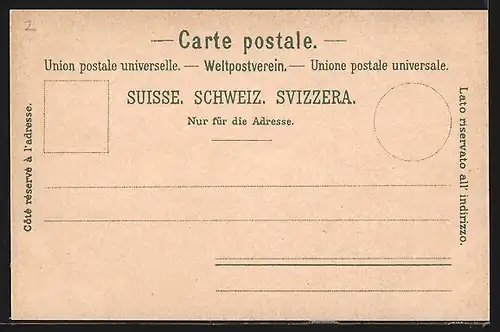 2
— Carte postale. —
Union postale universelle. — Weltpostverein. — Unione postale universale.
SUISSE. SCHWEIZ. SVIZZERA.
Nur für die Adresse.
Côté réservé à l'adresse.
Lato riservato all' indirizzo.